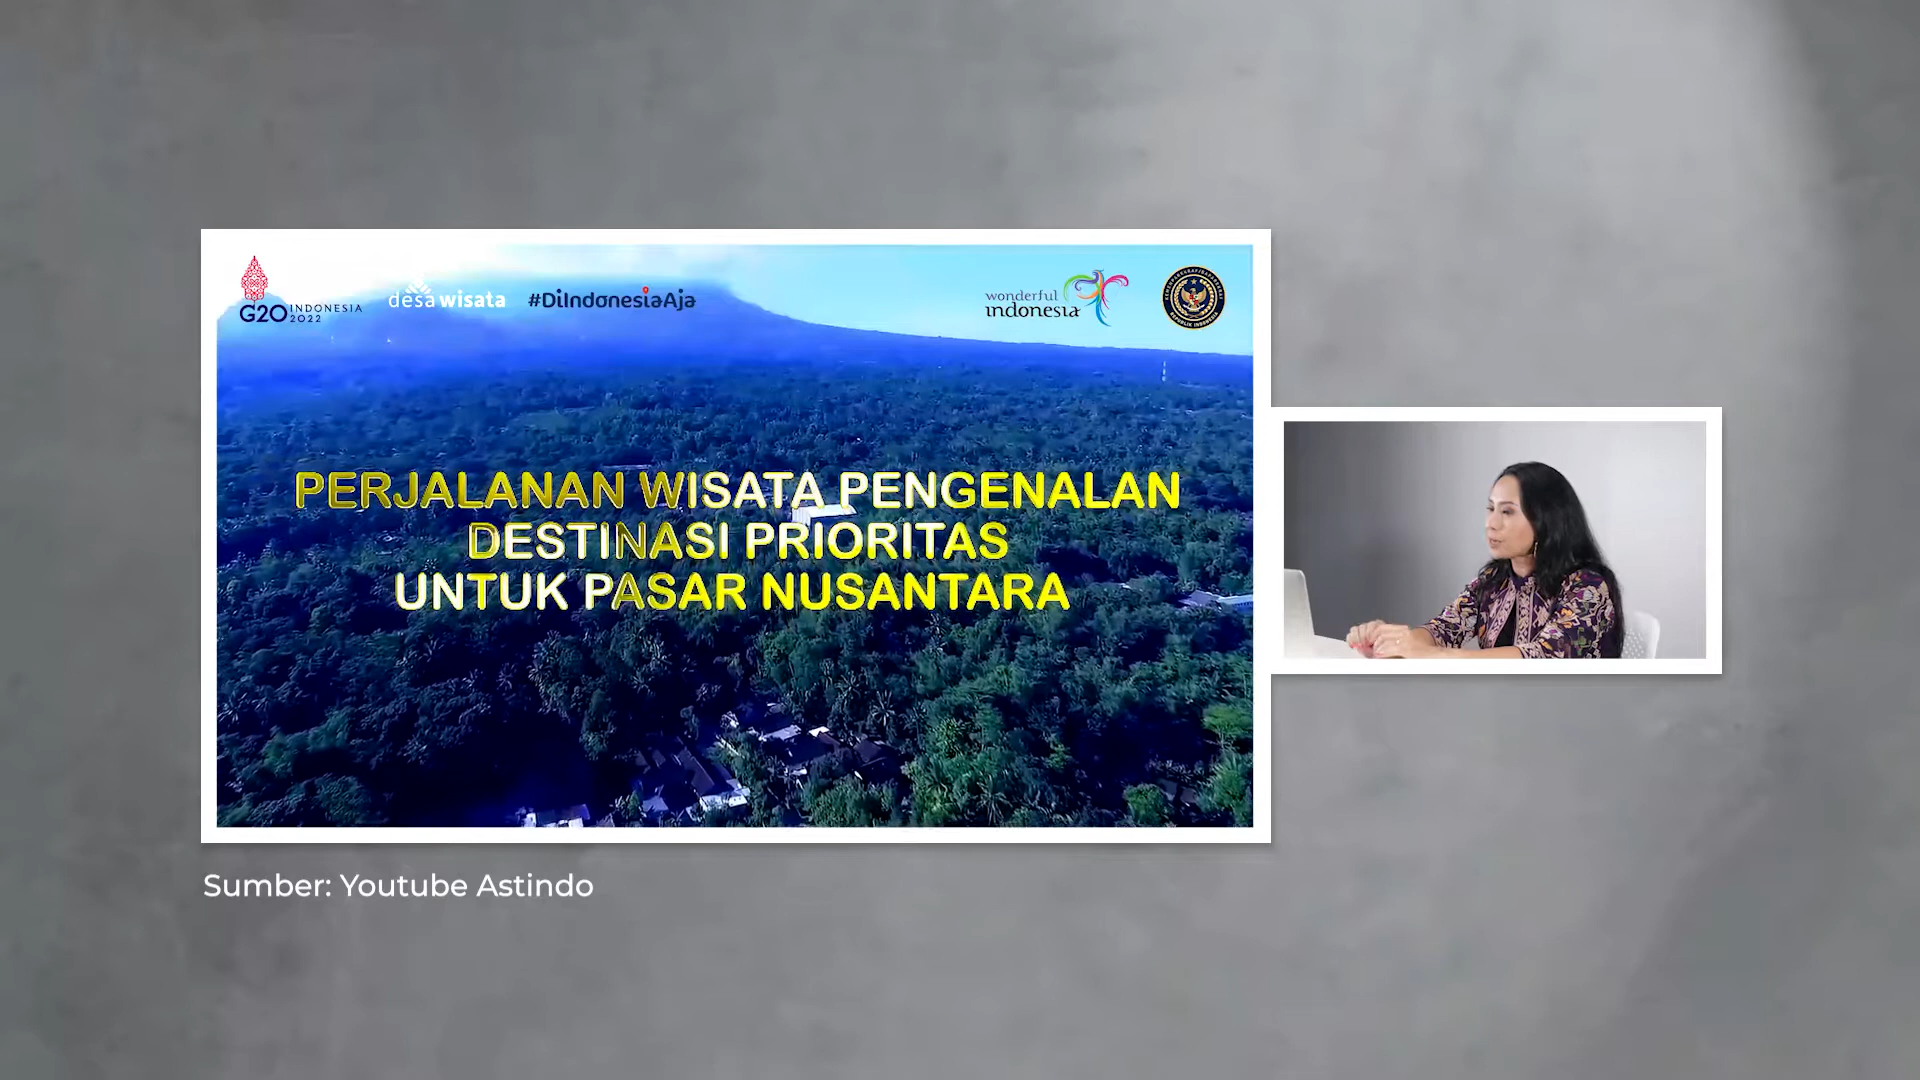 G20 INDONESIA 2022
desa wisata
#DiIndonesiaAja
wonderful indonesia
PERJALANAN WISATA PENGENALAN
DESTINASI PRIORITAS
UNTUK PASAR NUSANTARA
Sumber: Youtube Astindo